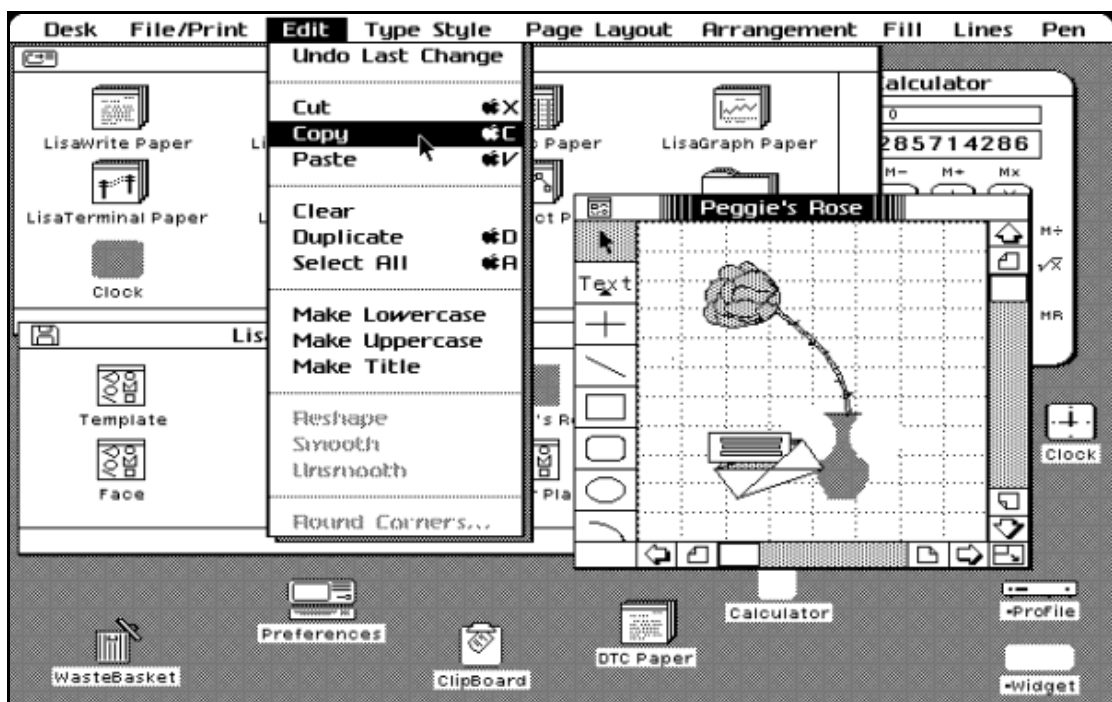 Desk File/Print Edit Type Style Page Layout Arrangement Fill Lines Pen
Undo Last Change
Cut X
Copy C
Paste V
Clear
Duplicate D
Select All A
Make Lowercase
Make Uppercase
Make Title
Reshape
Smooth
Unsmooth
Round Corners...
LisaWrite Paper
Paper
LisaGraph Paper
LisaTerminal Paper
Clock
Lis
Template
Face
's R
Pla
alculator
0
285714286
M- M+ Mx
M÷
√x
MR
Peggie's Rose
Text
Clock
Preferences
WasteBasket
ClipBoard
DTC Paper
Calculator
-ProFile
-Widget